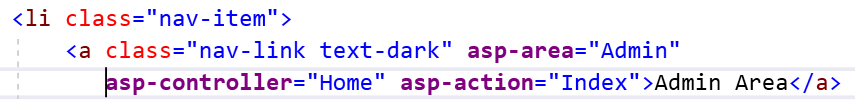 <li class="nav-item">
<a class="nav-link text-dark" asp-area="Admin"
asp-controller="Home" asp-action="Index">Admin Area</a>